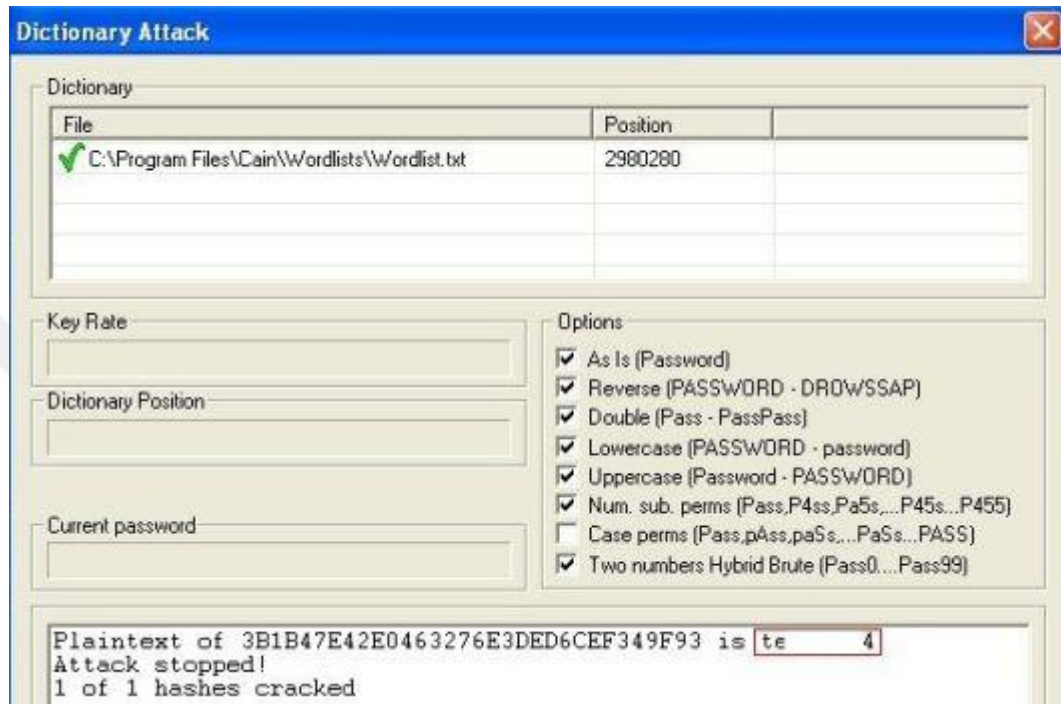 Dictionary Attack
Dictionary
File Position
C:\Program Files\Cain\Wordlists\Wordlist.txt 2980280
Key Rate
Dictionary Position
Current password
Options
As Is (Password)
Reverse (PASSWORD - DROWSSAP)
Double (Pass - PassPass)
Lowercase (PASSWORD - password)
Uppercase (Password - PASSWORD)
Num. sub. perms (Pass,P4ss,Pa5s,...P45s...P455)
Case perms (Pass,pAss,paSs,...PaSs...PASS)
Two numbers Hybrid Brute (Pass0....Pass99)
Plaintext of 3B1B47E42E0463276E3DED6CEF349F93 is te 4
Attack stopped!
1 of 1 hashes cracked